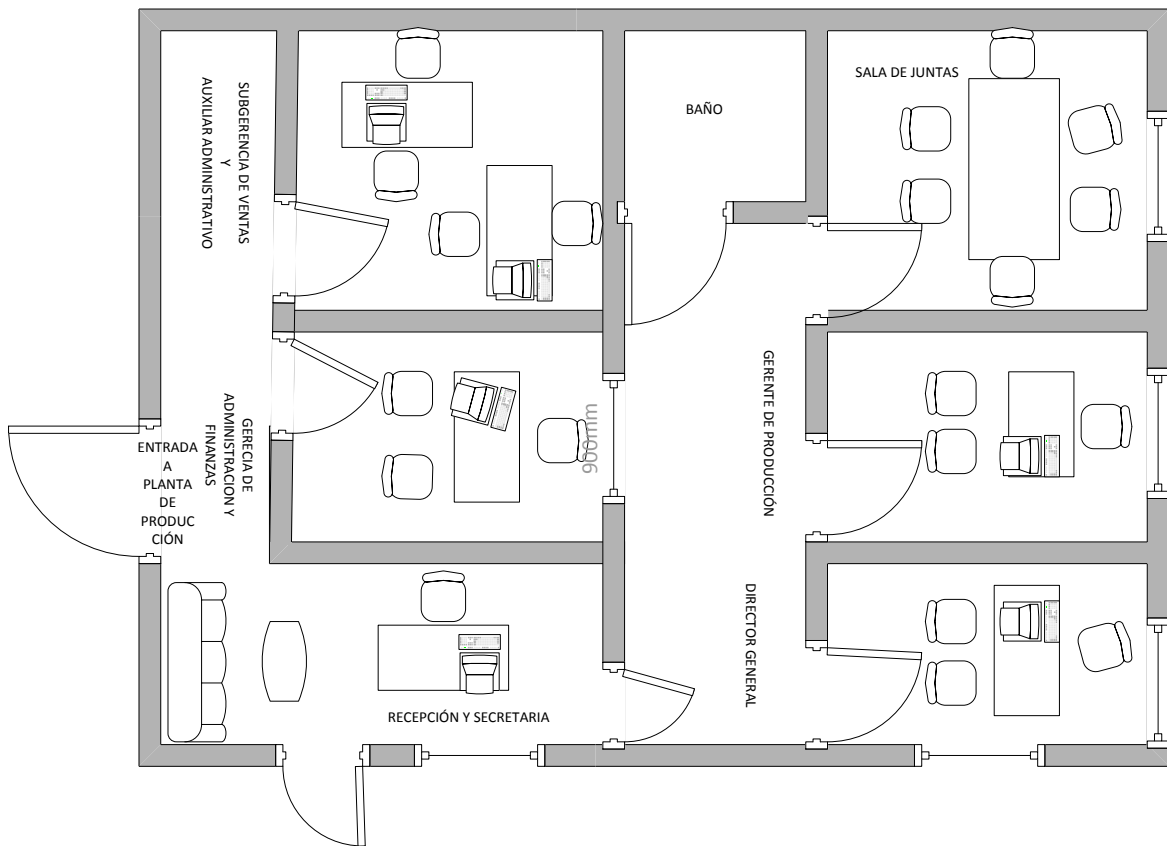 SUBGERENCIA DE VENTAS
Y
AUXILIAR ADMINISTRATIVO
BAÑO
SALA DE JUNTAS
GERECIA DE
ADMINISTRACION Y
FINANZAS
ENTRADA
A
PLANTA
DE
PRODUC
CIÓN
900mm
GERENTE DE PRODUCCIÓN
DIRECTOR GENERAL
RECEPCIÓN Y SECRETARIA